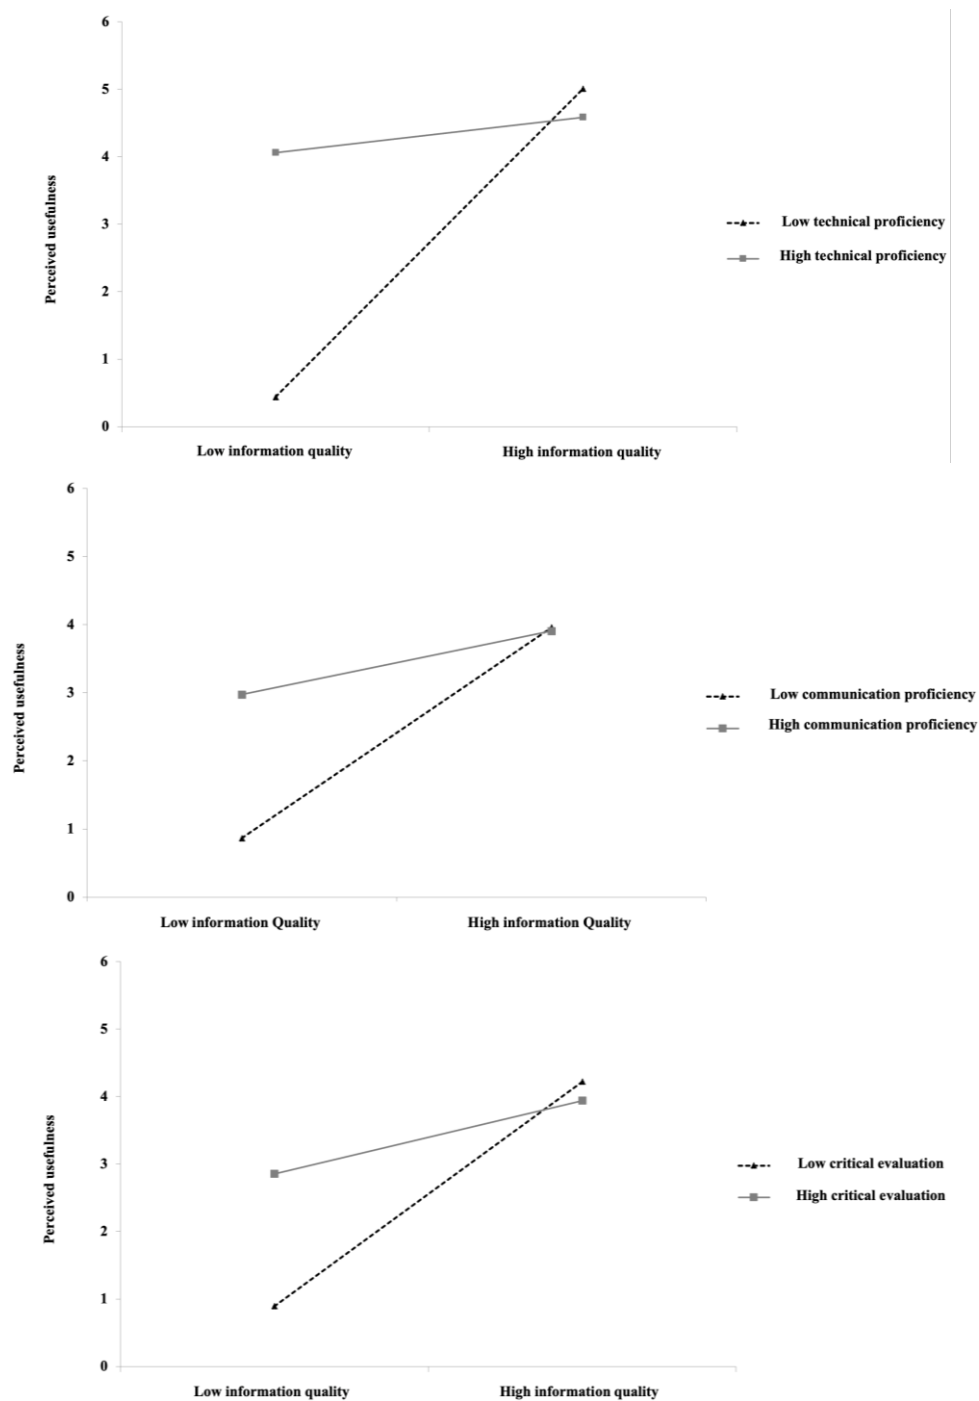 6
5
4
3
2
1
0
Perceived usefulness
Low information quality
High information quality
Low technical proficiency
High technical proficiency
6
5
4
3
2
1
0
Perceived usefulness
Low information Quality
High information Quality
Low communication proficiency
High communication proficiency
6
5
4
3
2
1
0
Perceived usefulness
Low information quality
High information quality
Low critical evaluation
High critical evaluation